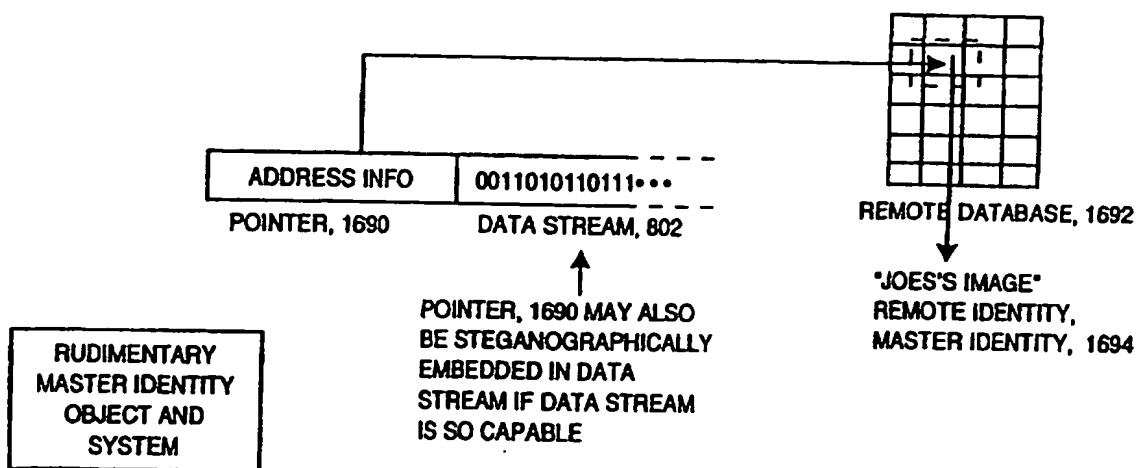 ADDRESS INFO
0011010110111•••
POINTER, 1690
DATA STREAM, 802
REMOTE DATABASE, 1692
"JOES'S IMAGE"
REMOTE IDENTITY,
MASTER IDENTITY, 1694
POINTER, 1690 MAY ALSO
BE STEGANOGRAPHICALLY
EMBEDDED IN DATA
STREAM IF DATA STREAM
IS SO CAPABLE
RUDIMENTARY
MASTER IDENTITY
OBJECT AND
SYSTEM